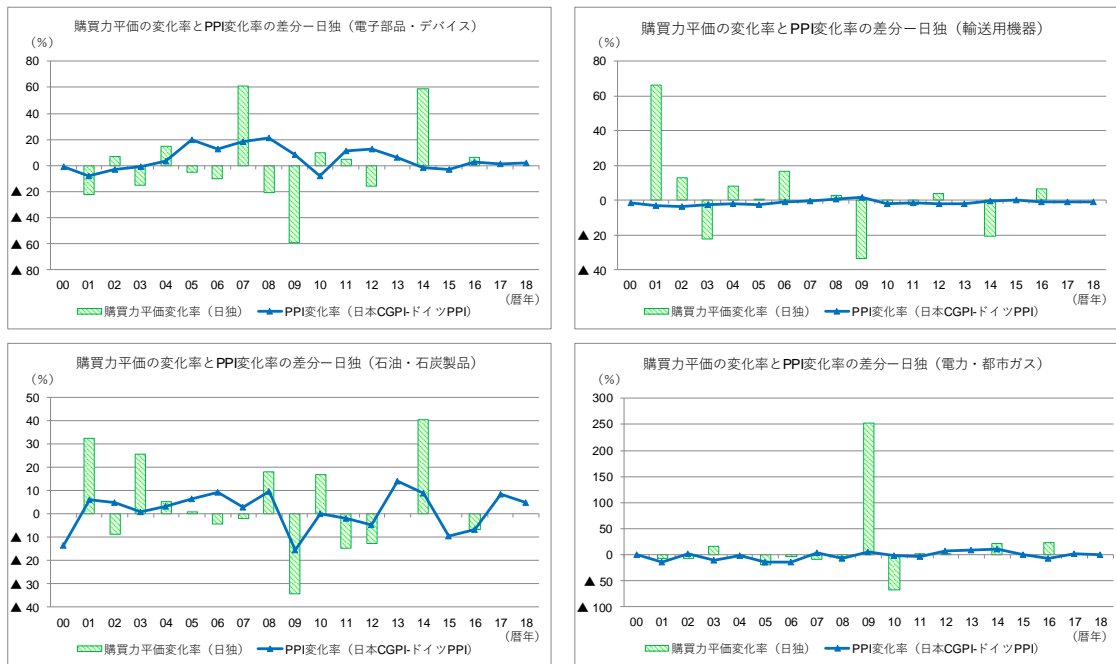 購買力平価の変化率とPPI変化率の差分ー日独（電子部品・デバイス）
（%）
80
60
40
20
0
▲ 20
▲ 40
▲ 60
▲ 80
00 01 02 03 04 05 06 07 08 09 10 11 12 13 14 15 16 17 18
（暦年）
購買力平価変化率（日独） PPI変化率（日本CGPI-ドイツPPI）
購買力平価の変化率とPPI変化率の差分ー日独（輸送用機器）
（%）
80
60
40
20
0
▲ 20
▲ 40
00 01 02 03 04 05 06 07 08 09 10 11 12 13 14 15 16 17 18
（暦年）
購買力平価変化率（日独） PPI変化率（日本CGPI-ドイツPPI）
購買力平価の変化率とPPI変化率の差分ー日独（石油・石炭製品）
（%）
50
40
30
20
10
0
▲ 10
▲ 20
▲ 30
▲ 40
00 01 02 03 04 05 06 07 08 09 10 11 12 13 14 15 16 17 18
（暦年）
購買力平価変化率（日独） PPI変化率（日本CGPI-ドイツPPI）
購買力平価の変化率とPPI変化率の差分ー日独（電力・都市ガス）
（%）
300
250
200
150
100
50
0
▲ 50
▲ 100
00 01 02 03 04 05 06 07 08 09 10 11 12 13 14 15 16 17 18
（暦年）
購買力平価変化率（日独） PPI変化率（日本CGPI-ドイツPPI）